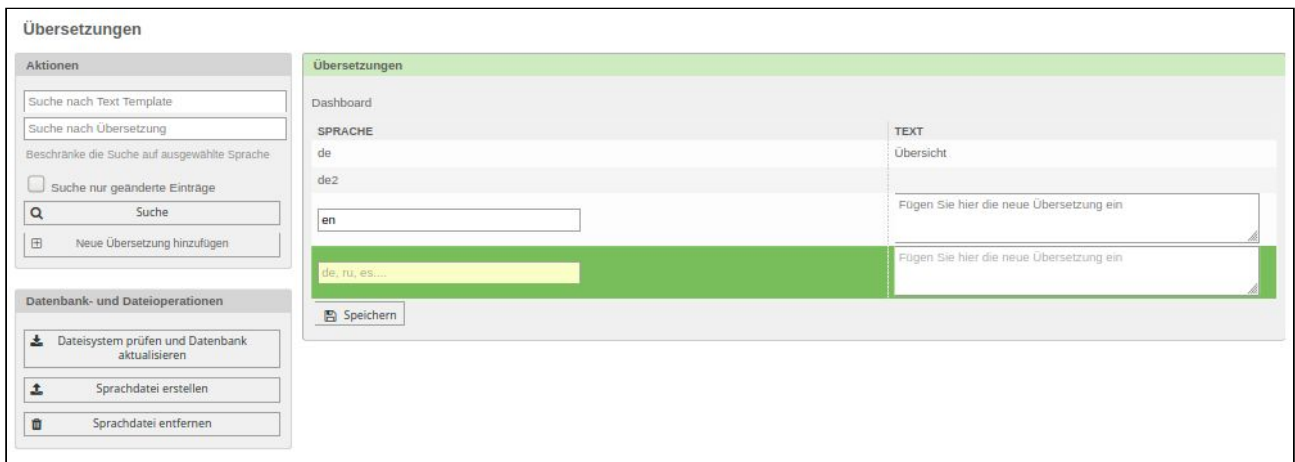 Übersetzungen
Aktionen
Suche nach Text Template
Suche nach Übersetzung
Beschränke die Suche auf ausgewählte Sprache
Suche nur geänderte Einträge
Suche
Neue Übersetzung hinzufügen
Datenbank- und Dateioperationen
Dateisystem prüfen und Datenbank
aktualisieren
Sprachdatei erstellen
Sprachdatei entfernen
Übersetzungen
Dashboard
SPRACHE TEXT
de Übersicht
de2
en Fügen Sie hier die neue Übersetzung ein
de, ru, es.... Fügen Sie hier die neue Übersetzung ein
Speichern